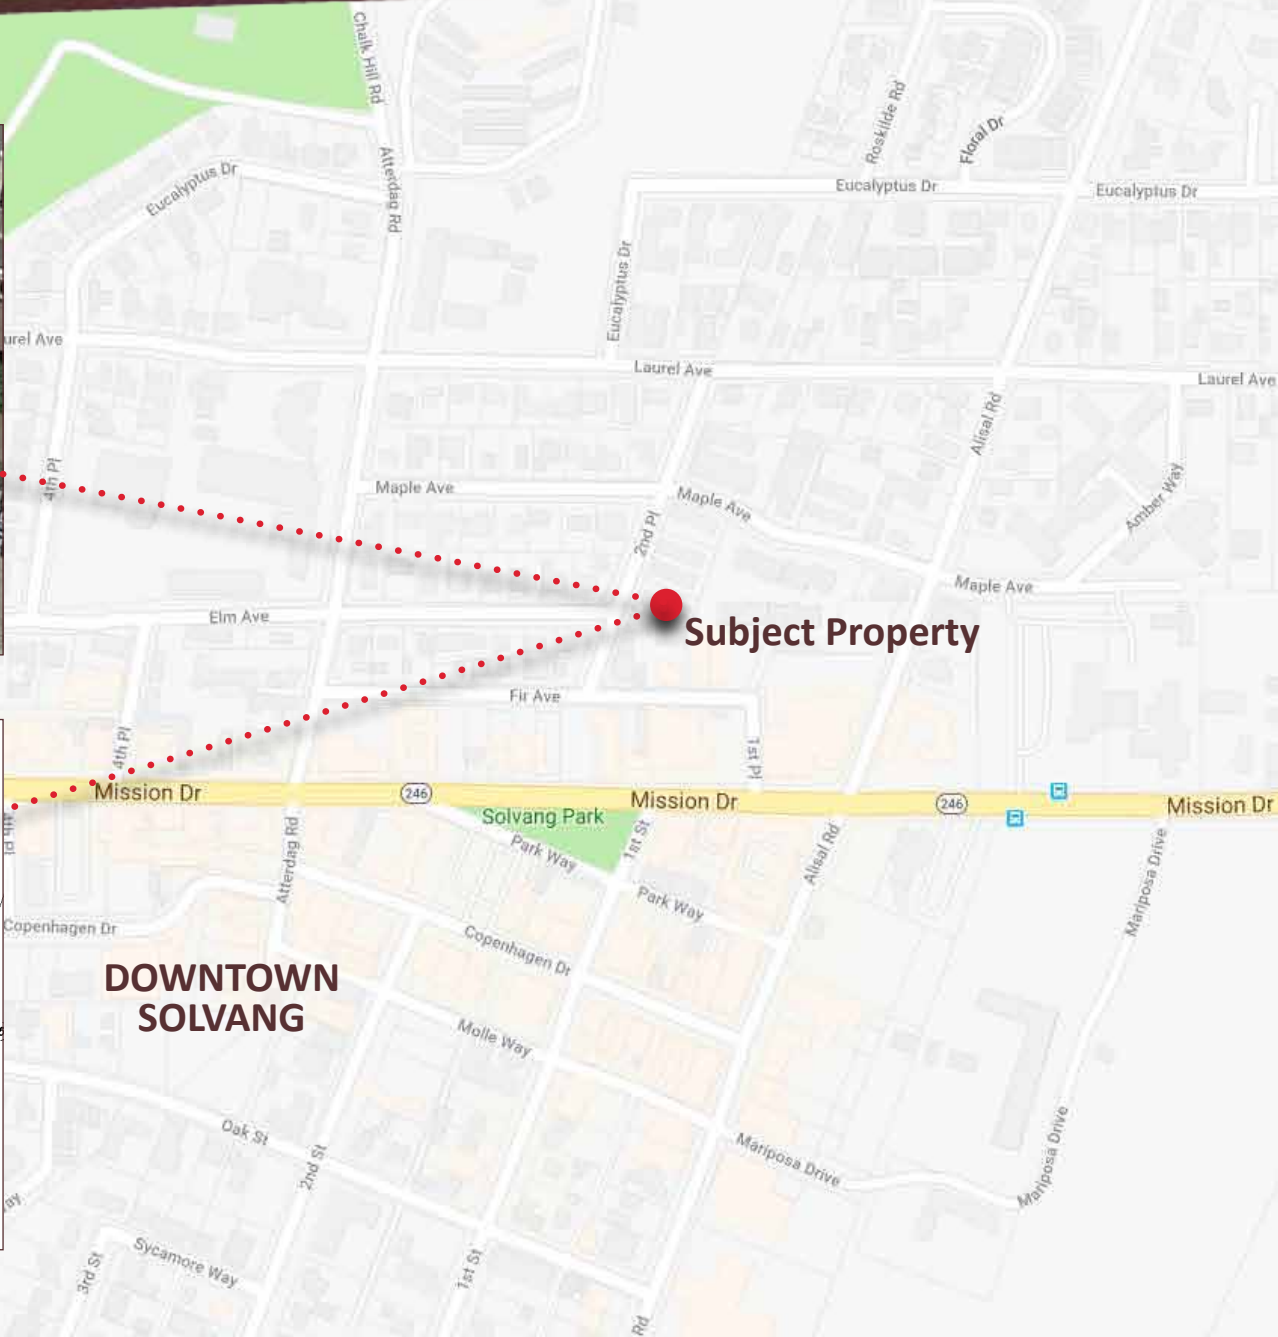 Chalk Hill Rd
Roskilde Rd
Floral Dr
Atterdag Rd
Eucalyptus Dr
Eucalyptus Dr
Eucalyptus Dr
Eucalyptus Dr
urel Ave
Laurel Ave
Laurel Ave
Alisal Rd
4th Pl
Maple Ave
Maple Ave
2nd Pl
Amber Way
Maple Ave
Elm Ave
Subject Property
Fir Ave
4th Pl
1st Pl
Mission Dr
246
Mission Dr
246
Mission Dr
Solvang Park
4th Pl
Atterdag Rd
Park Way
1st St
Alisal Rd
Mariposa Drive
Park Way
Copenhagen Dr
Copenhagen Dr
DOWNTOWN
SOLVANG
Molle Way
Oak St
2nd St
Mariposa Drive
Mariposa Drive
ay
Sycamore Way
3rd St
1st St
Rd